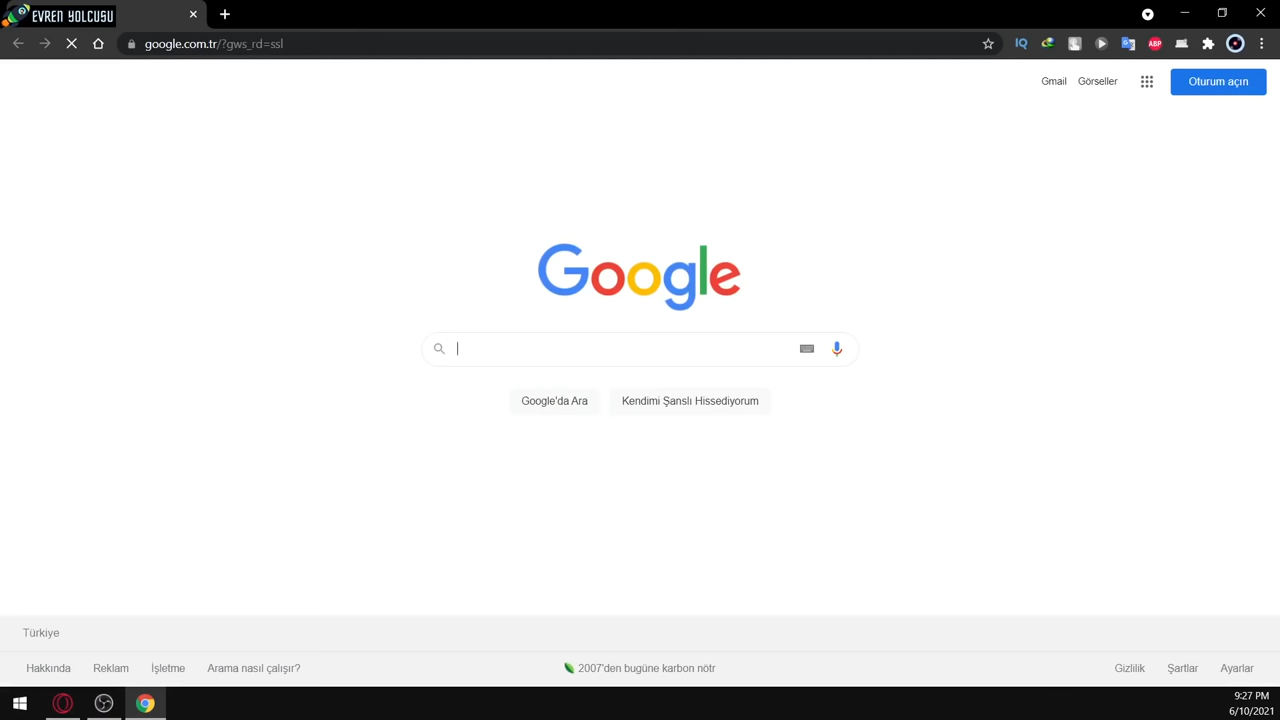 EVREN YOLCUSU
google.com.tr/?gws_rd=ssl
IQ
ABP
Gmail Görseller
Oturum açın
Google
Google'da Ara
Kendimi Şanslı Hissediyorum
Türkiye
Hakkında Reklam İşletme Arama nasıl çalışır?
2007'den bugüne karbon nötr
Gizlilik Şartlar Ayarlar
9:27 PM
6/10/2021